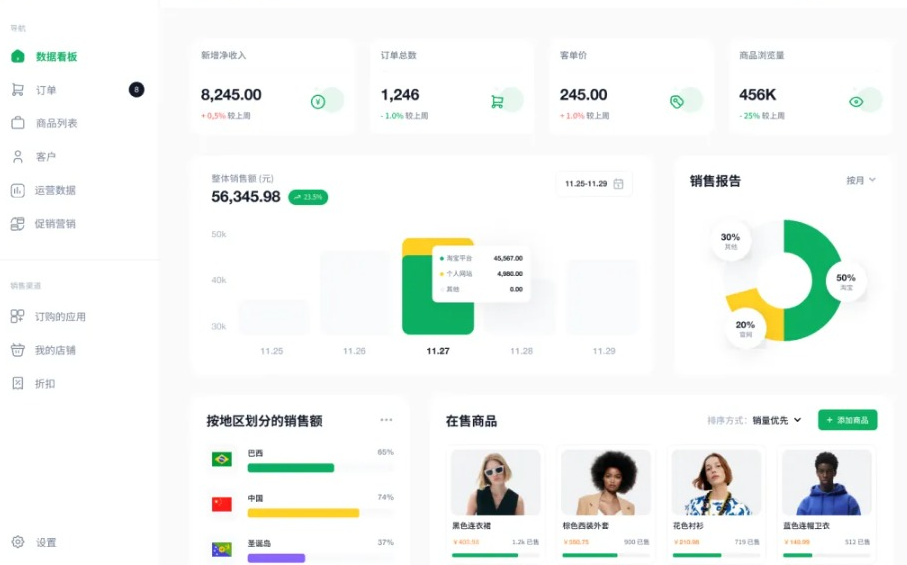 导航
数据看板
订单
8
商品列表
客户
运营数据
促销营销
销售渠道
订购的应用
我的店铺
折扣
设置
新增净收入
8,245.00
+ 0,5% 较上周
订单总数
1,246
- 1.0% 较上周
客单价
245.00
+ 1.0% 较上周
商品浏览量
456K
- 25% 较上周
整体销售额 (元)
56,345.98
23.5%
11.25-11.29
50k
40k
30k
淘宝平台 45,567.00
个人网站 4,980.00
其他 0.00
11.25
11.26
11.27
11.28
11.29
销售报告
按月
30%
其他
50%
淘宝
20%
官网
按地区划分的销售额
巴西 65%
中国 74%
圣诞岛 37%
在售商品
排序方式: 销量优先
+ 添加商品
黑色连衣裙
1.2k 已售
棕色西装外套
900 已售
花色衬衫
719 已售
蓝色连帽卫衣
512 已售